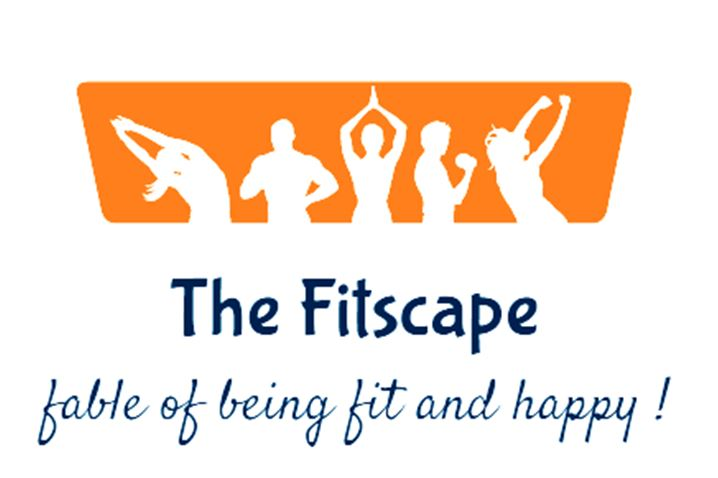 The Fitscape
fable of being fit and happy !